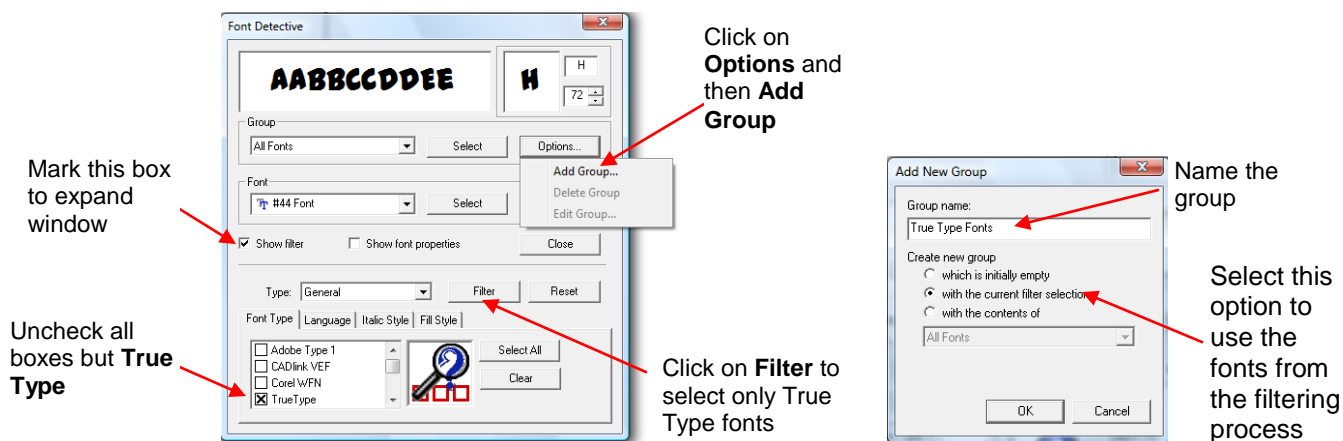 Font Detective
AABBCCDDEE
H
H
72
Group
All Fonts
Select
Options...
Add Group...
Delete Group
Edit Group...
Font
#44 Font
Select
Show filter
Show font properties
Close
Type:
General
Filter
Reset
Font Type
Language
Italic Style
Fill Style
Adobe Type 1
CADlink VEF
Corel WFN
TrueType
Select All
Clear
Mark this box
to expand
window
Uncheck all
boxes but True
Type
Click on
Options and
then Add
Group
Click on Filter to
select only True
Type fonts
Add New Group
Group name:
True Type Fonts
Create new group
which is initially empty
with the current filter selection
with the contents of
All Fonts
OK
Cancel
Name the
group
Select this
option to
use the
fonts from
the filtering
process